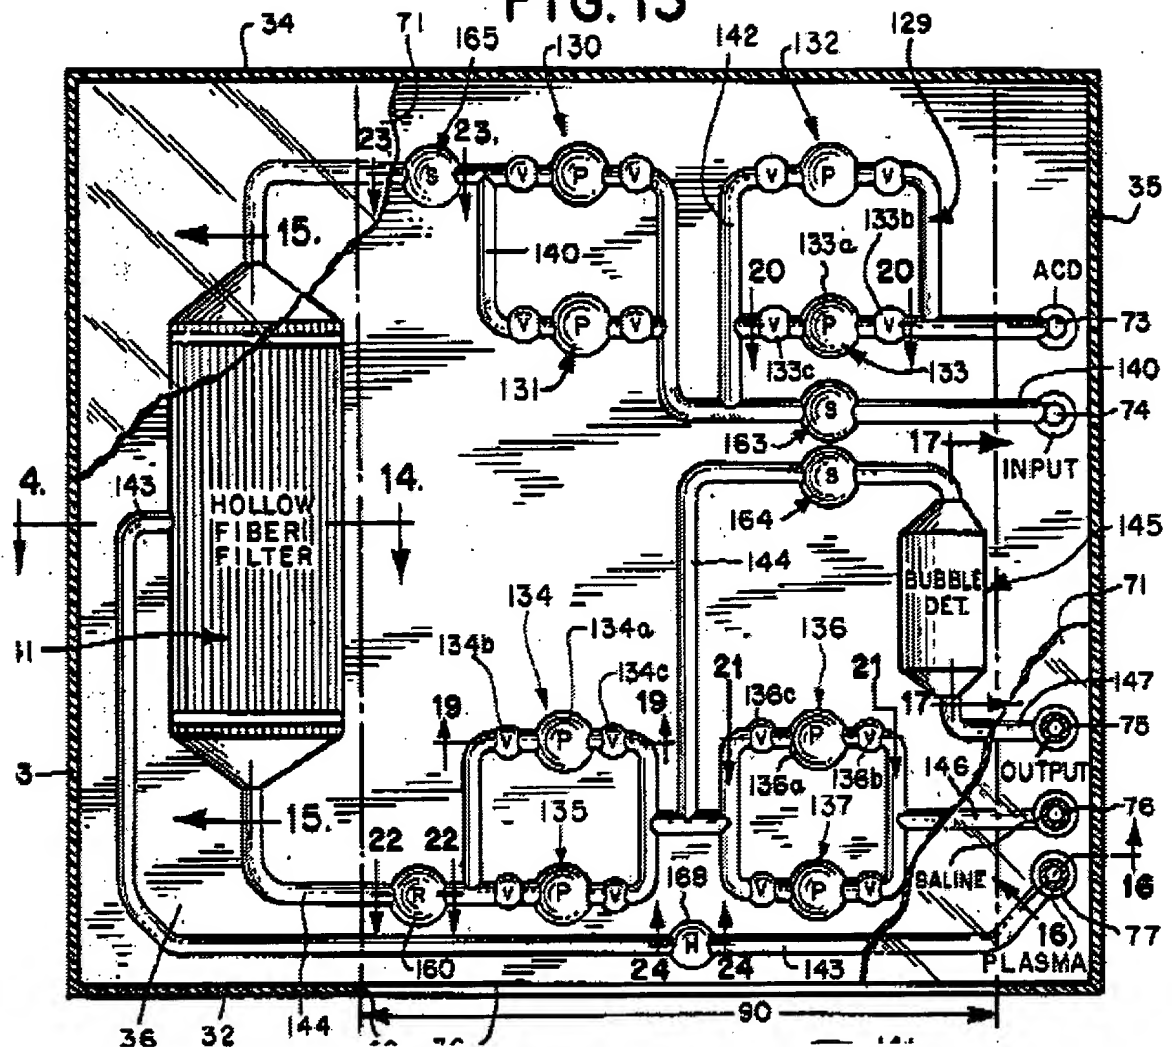 FIG. 13
34 71 165 130 142 132 129
23. 23.
S V P V V P V
35
15.
133b
140 133a
20 20 ACD
V P V V P V 73
133c 133
131
140
S 74
163 17 INPUT
4. 143 14.
S
HOLLOW
FIBER
FILTER
164 145
144 BUBBLE
DET.
134 134a 136 71
134b 134c 21 136c 21
11
19 19 17 147
V P V V P V 75
3 136a 136b OUTPUT
146
135 137 76
15.
22 22 168 SALINE 16
R V P V V P V
16
H 77
160 24 24 143 PLASMA
90
36 32 144